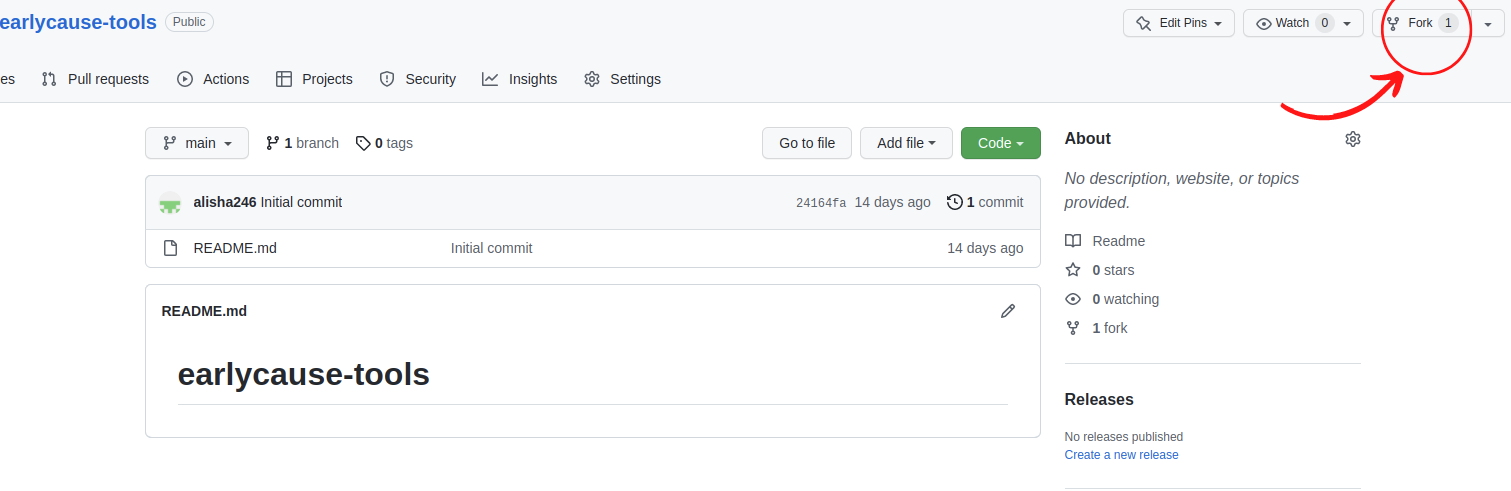 earlycause-tools Public Edit Pins Watch 0 Fork 1
es Pull requests Actions Projects Security Insights Settings
main 1 branch 0 tags Go to file Add file Code
alisha246 Initial commit 24164fa 14 days ago 1 commit
README.md Initial commit 14 days ago
README.md
earlycause-tools
About
No description, website, or topics
provided.
Readme
0 stars
0 watching
1 fork
Releases
No releases published
Create a new release